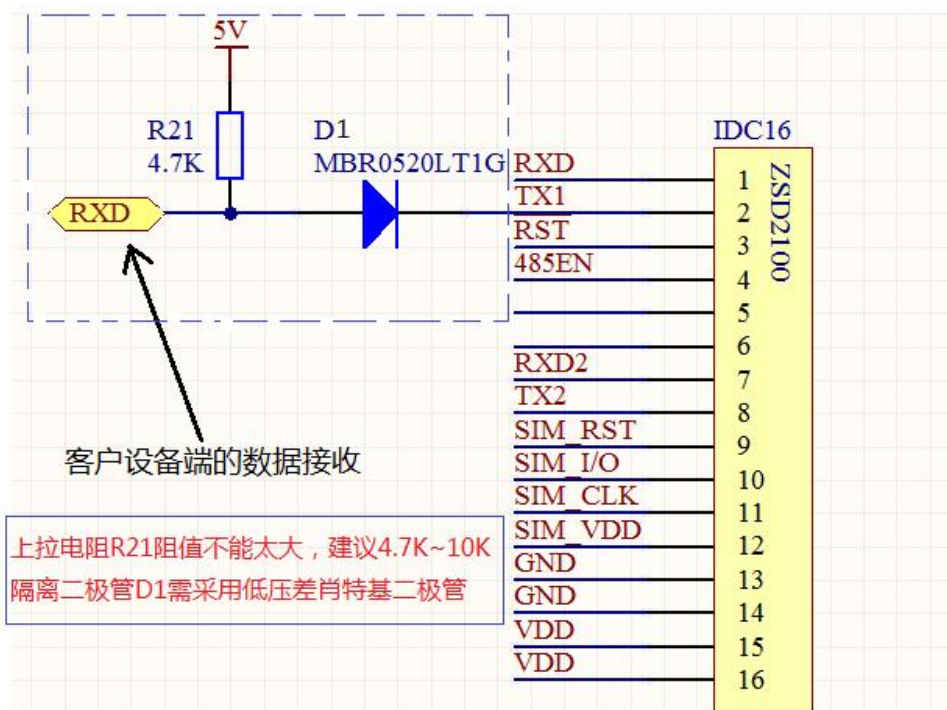 5V
R21
4.7K
D1
MBR0520LT1G
RXD
IDC16
ZSD2100
RXD 1
TX1 2
RST 3
485EN 4
5
6
RXD2 7
TX2 8
SIM_RST 9
SIM_I/O 10
SIM_CLK 11
SIM_VDD 12
GND 13
GND 14
VDD 15
VDD 16
客户设备端的数据接收
上拉电阻R21阻值不能太大，建议4.7K~10K
隔离二极管D1需采用低压差肖特基二极管